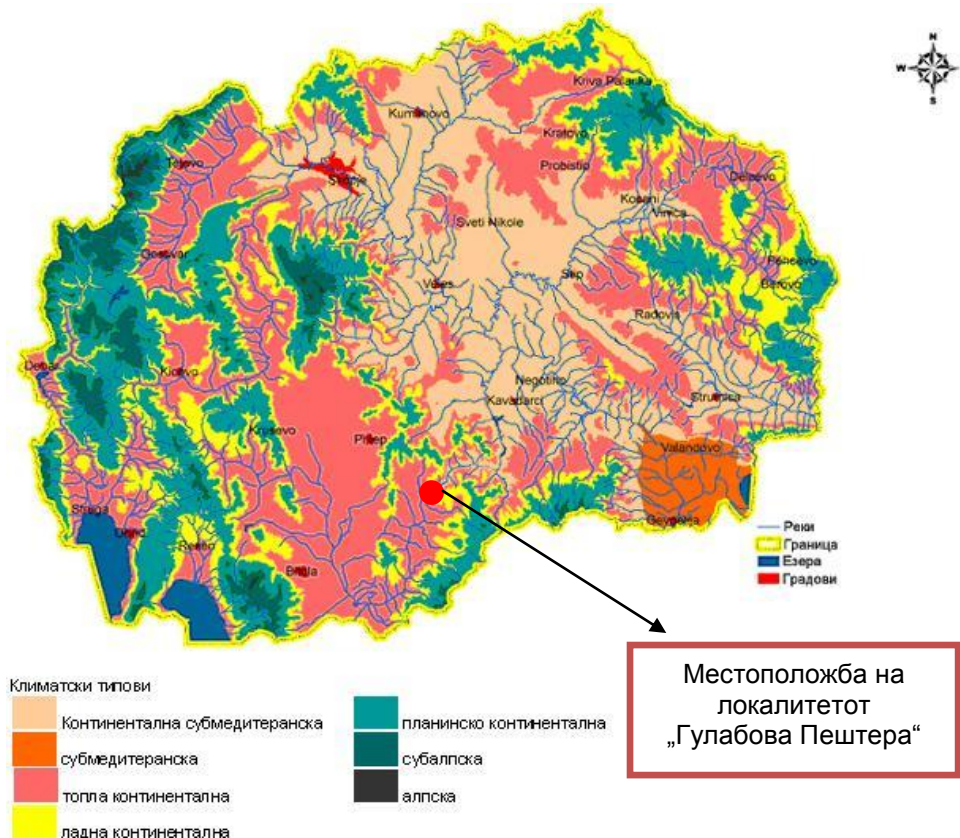 N
W
E
S
Kriva Palanka
Kumanovo
Kratovo
Tetovo
Probistip
Skopje
Delcevo
Kocani
Vinica
Sveti Nikole
Gostivar
Pehcevo
Stip
Berovo
Veles
Radovis
Debar
Kicevo
Negotino
Kavadarci
Strumica
Krusevo
Prilep
Valandovo
Struga
Gevgelija
Ohrid
Resen
Bitola
Реки
Граница
Езера
Градови
Местоположба на
локалитетот
„Гулабова Пештера“
Климатски типови
Континентална субмедитеранска
субмедитеранска
топла континентална
ладна континентална
планинско континентална
субалпска
алпска